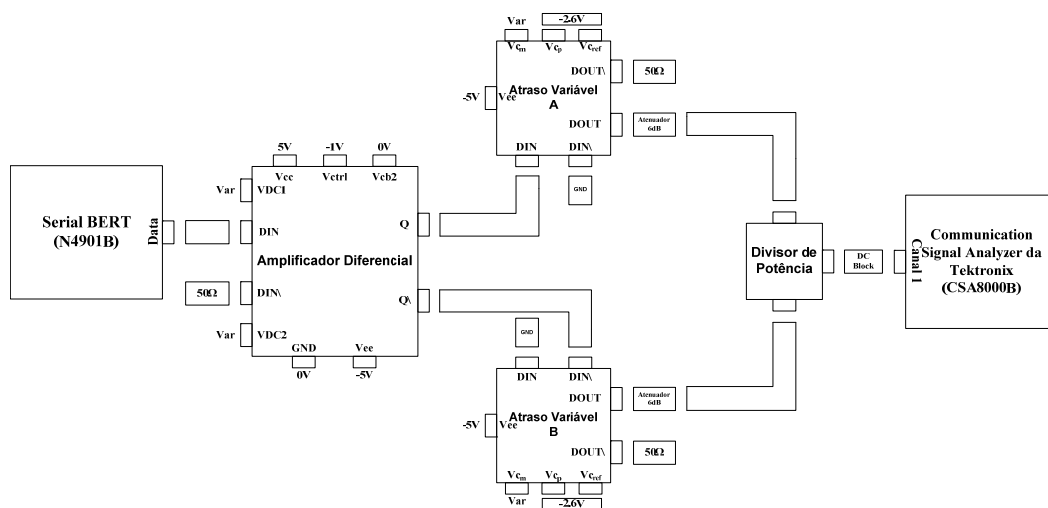 Var
-2.6V
Vcm
Vcp
Vcref
DOUT\
50Ω
-5V
Vee
Atraso Variável
A
DOUT
Atenuador
6dB
DIN
DIN\
GND
5V
-1V
0V
Vcc
Vctrl
Vcb2
Var
VDC1
Serial BERT
(N4901B)
Data
DIN
Q
Amplificador Diferencial
50Ω
DIN\
Q\
Var
VDC2
GND
Vee
0V
-5V
Divisor de
Potência
DC
Block
Canal 1
Communication
Signal Analyzer da
Tektronix
(CSA8000B)
GND
DIN
DIN\
DOUT
Atenuador
6dB
-5V
Vee
Atraso Variável
B
DOUT\
50Ω
Vcm
Vcp
Vcref
Var
-2.6V